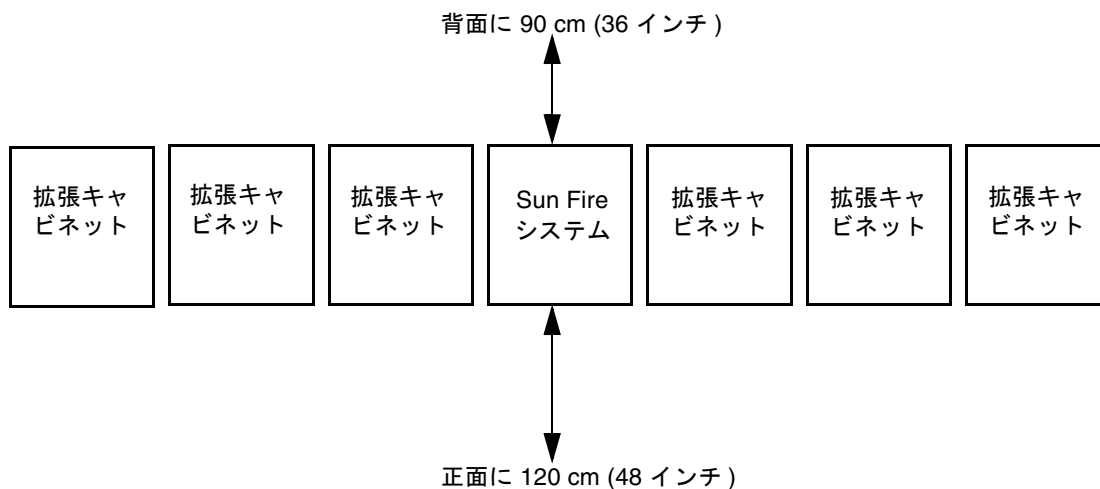 背面に 90 cm (36 インチ )
拡張キャ
ビネット
拡張キャ
ビネット
拡張キャ
ビネット
Sun Fire
システム
拡張キャ
ビネット
拡張キャ
ビネット
拡張キャ
ビネット
正面に 120 cm (48 インチ )